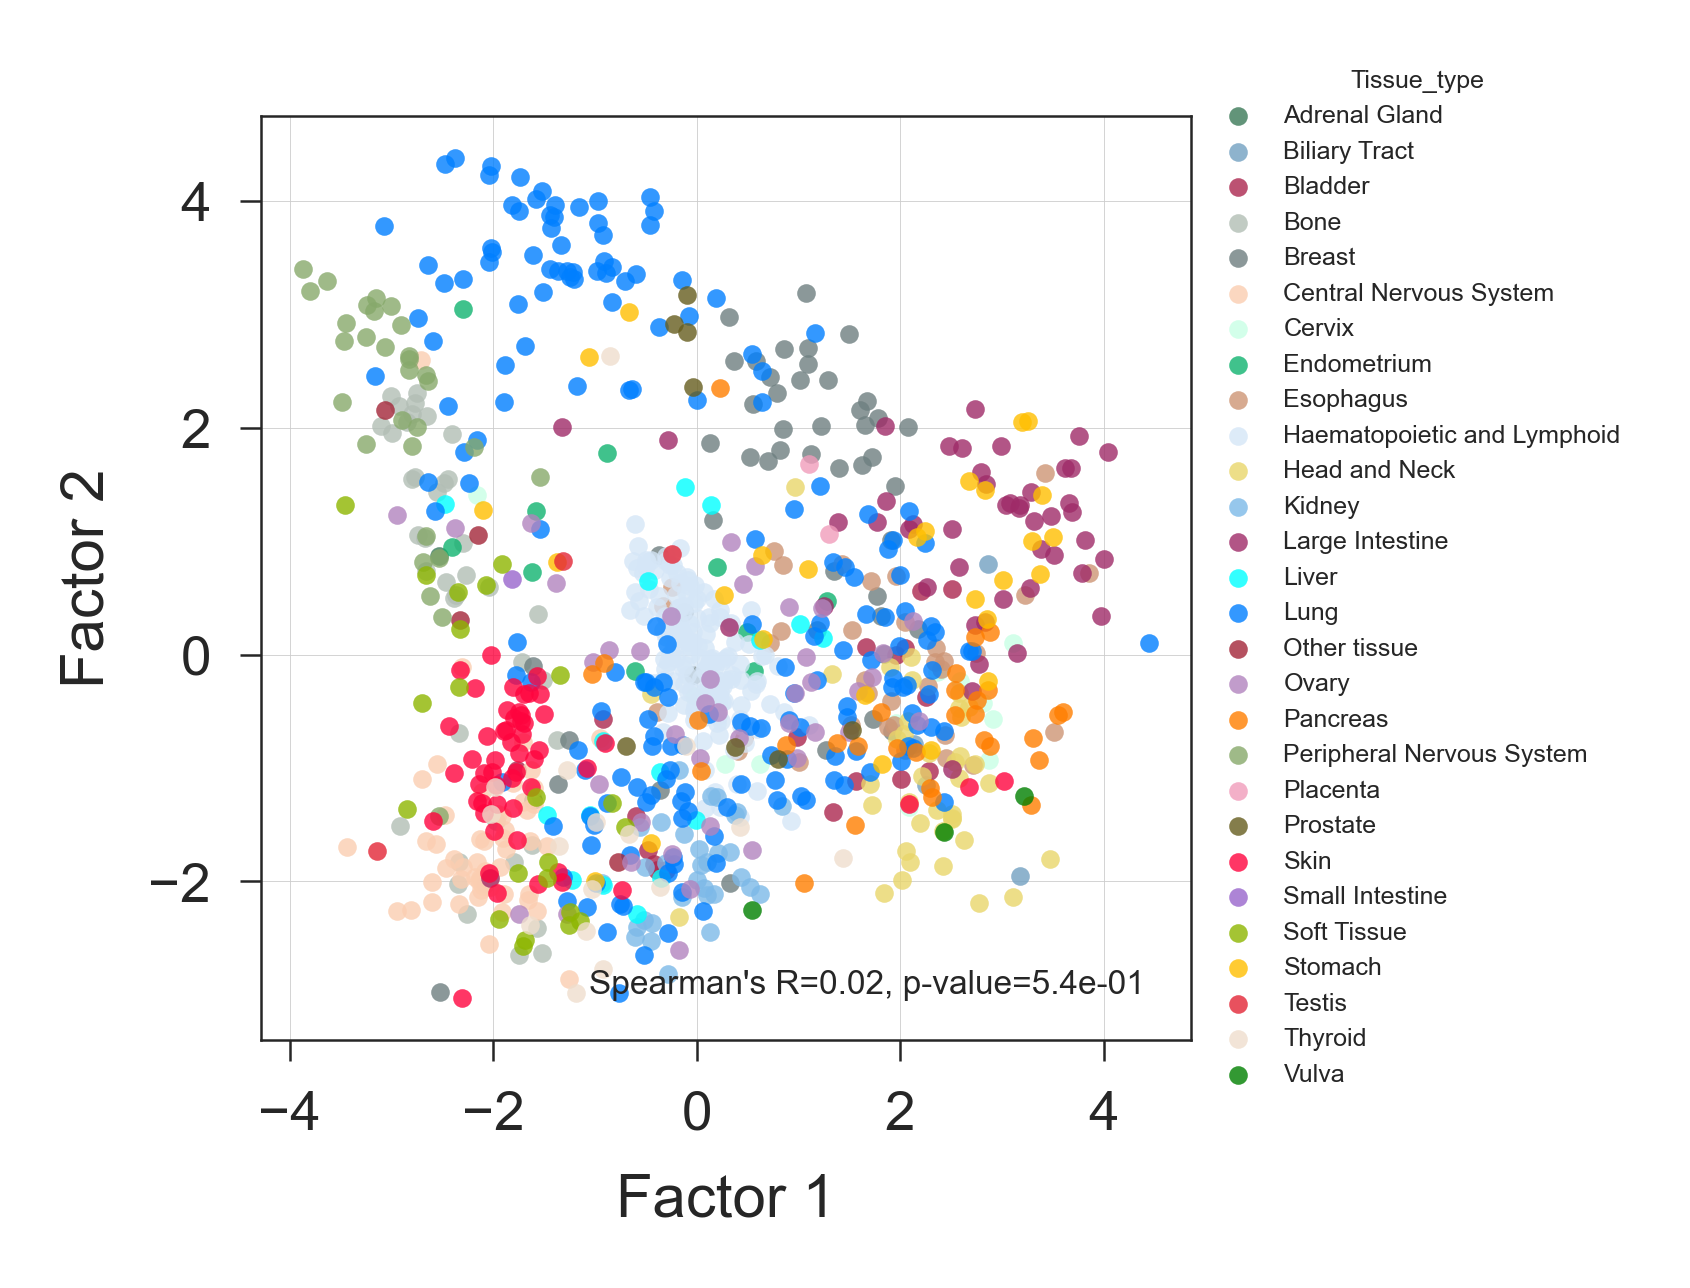 Tissue_type
Adrenal Gland
Biliary Tract
Bladder
Bone
Breast
Central Nervous System
Cervix
Endometrium
Esophagus
Haematopoietic and Lymphoid
Head and Neck
Kidney
Large Intestine
Liver
Lung
Other tissue
Ovary
Pancreas
Peripheral Nervous System
Placenta
Prostate
Skin
Small Intestine
Soft Tissue
Stomach
Testis
Thyroid
Vulva
4
2
0
−2
Factor 2
Spearman's R=0.02, p-value=5.4e-01
−4 −2 0 2 4
Factor 1